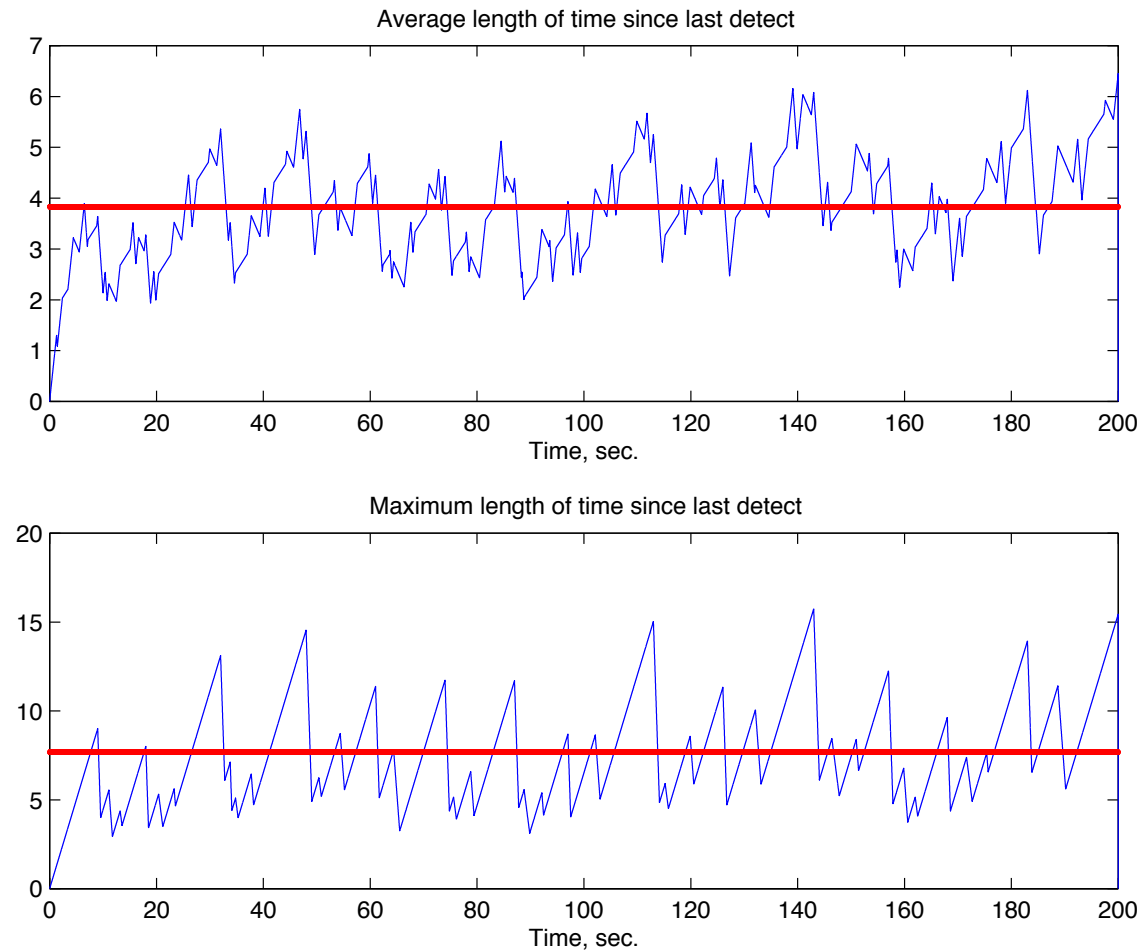 Average length of time since last detect
7
6
5
4
3
2
1
0
0 20 40 60 80 100 120 140 160 180 200
Time, sec.
Maximum length of time since last detect
20
15
10
5
0
0 20 40 60 80 100 120 140 160 180 200
Time, sec.